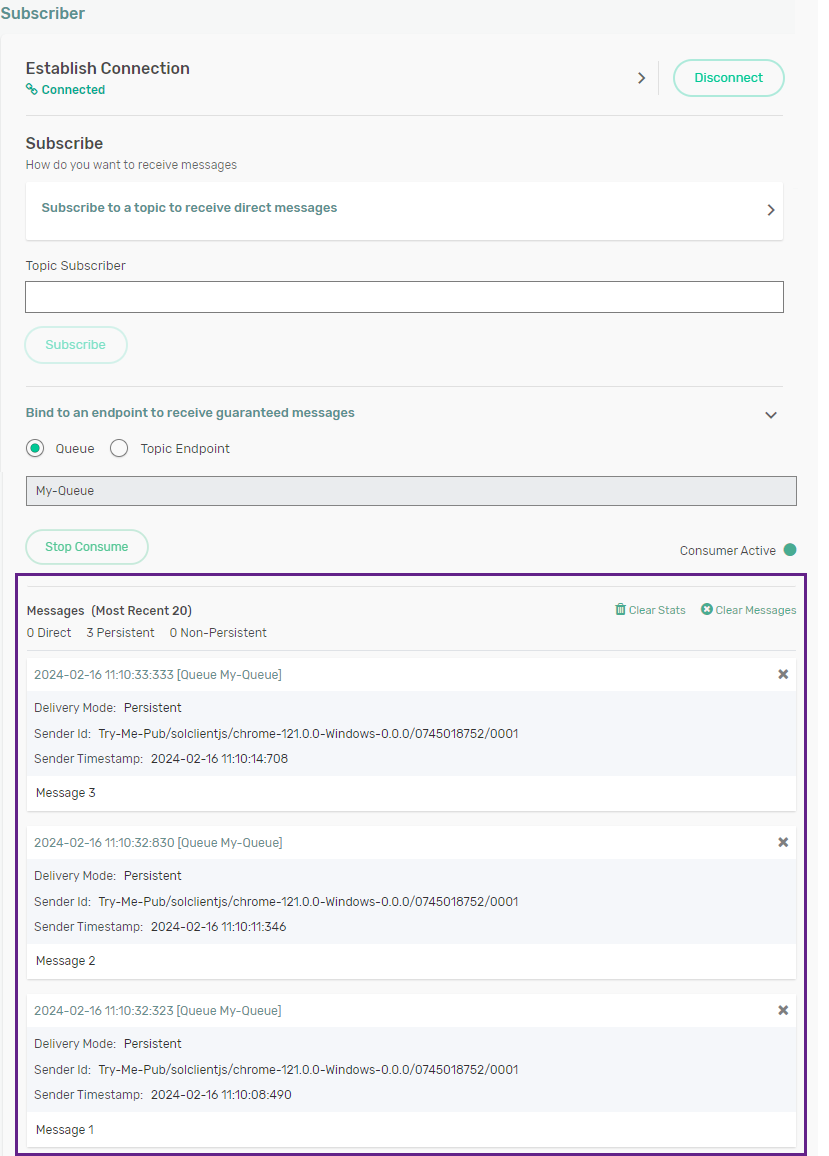 Subscriber
Establish Connection
Connected
Disconnect
Subscribe
How do you want to receive messages
Subscribe to a topic to receive direct messages
Topic Subscriber
Subscribe
Bind to an endpoint to receive guaranteed messages
Queue Topic Endpoint
My-Queue
Stop Consume
Consumer Active
Messages (Most Recent 20)
Clear Stats Clear Messages
0 Direct 3 Persistent 0 Non-Persistent
2024-02-16 11:10:33:333 [Queue My-Queue]
Delivery Mode: Persistent
Sender Id: Try-Me-Pub/solclientjs/chrome-121.0.0-Windows-0.0.0/0745018752/0001
Sender Timestamp: 2024-02-16 11:10:14:708
Message 3
2024-02-16 11:10:32:830 [Queue My-Queue]
Delivery Mode: Persistent
Sender Id: Try-Me-Pub/solclientjs/chrome-121.0.0-Windows-0.0.0/0745018752/0001
Sender Timestamp: 2024-02-16 11:10:11:346
Message 2
2024-02-16 11:10:32:323 [Queue My-Queue]
Delivery Mode: Persistent
Sender Id: Try-Me-Pub/solclientjs/chrome-121.0.0-Windows-0.0.0/0745018752/0001
Sender Timestamp: 2024-02-16 11:10:08:490
Message 1